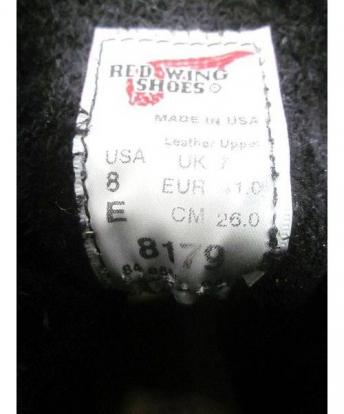 RED WING
SHOES
MADE IN USA
Leather Upper
USA UK 7
8 EUR 41.0
E CM 26.0
8179